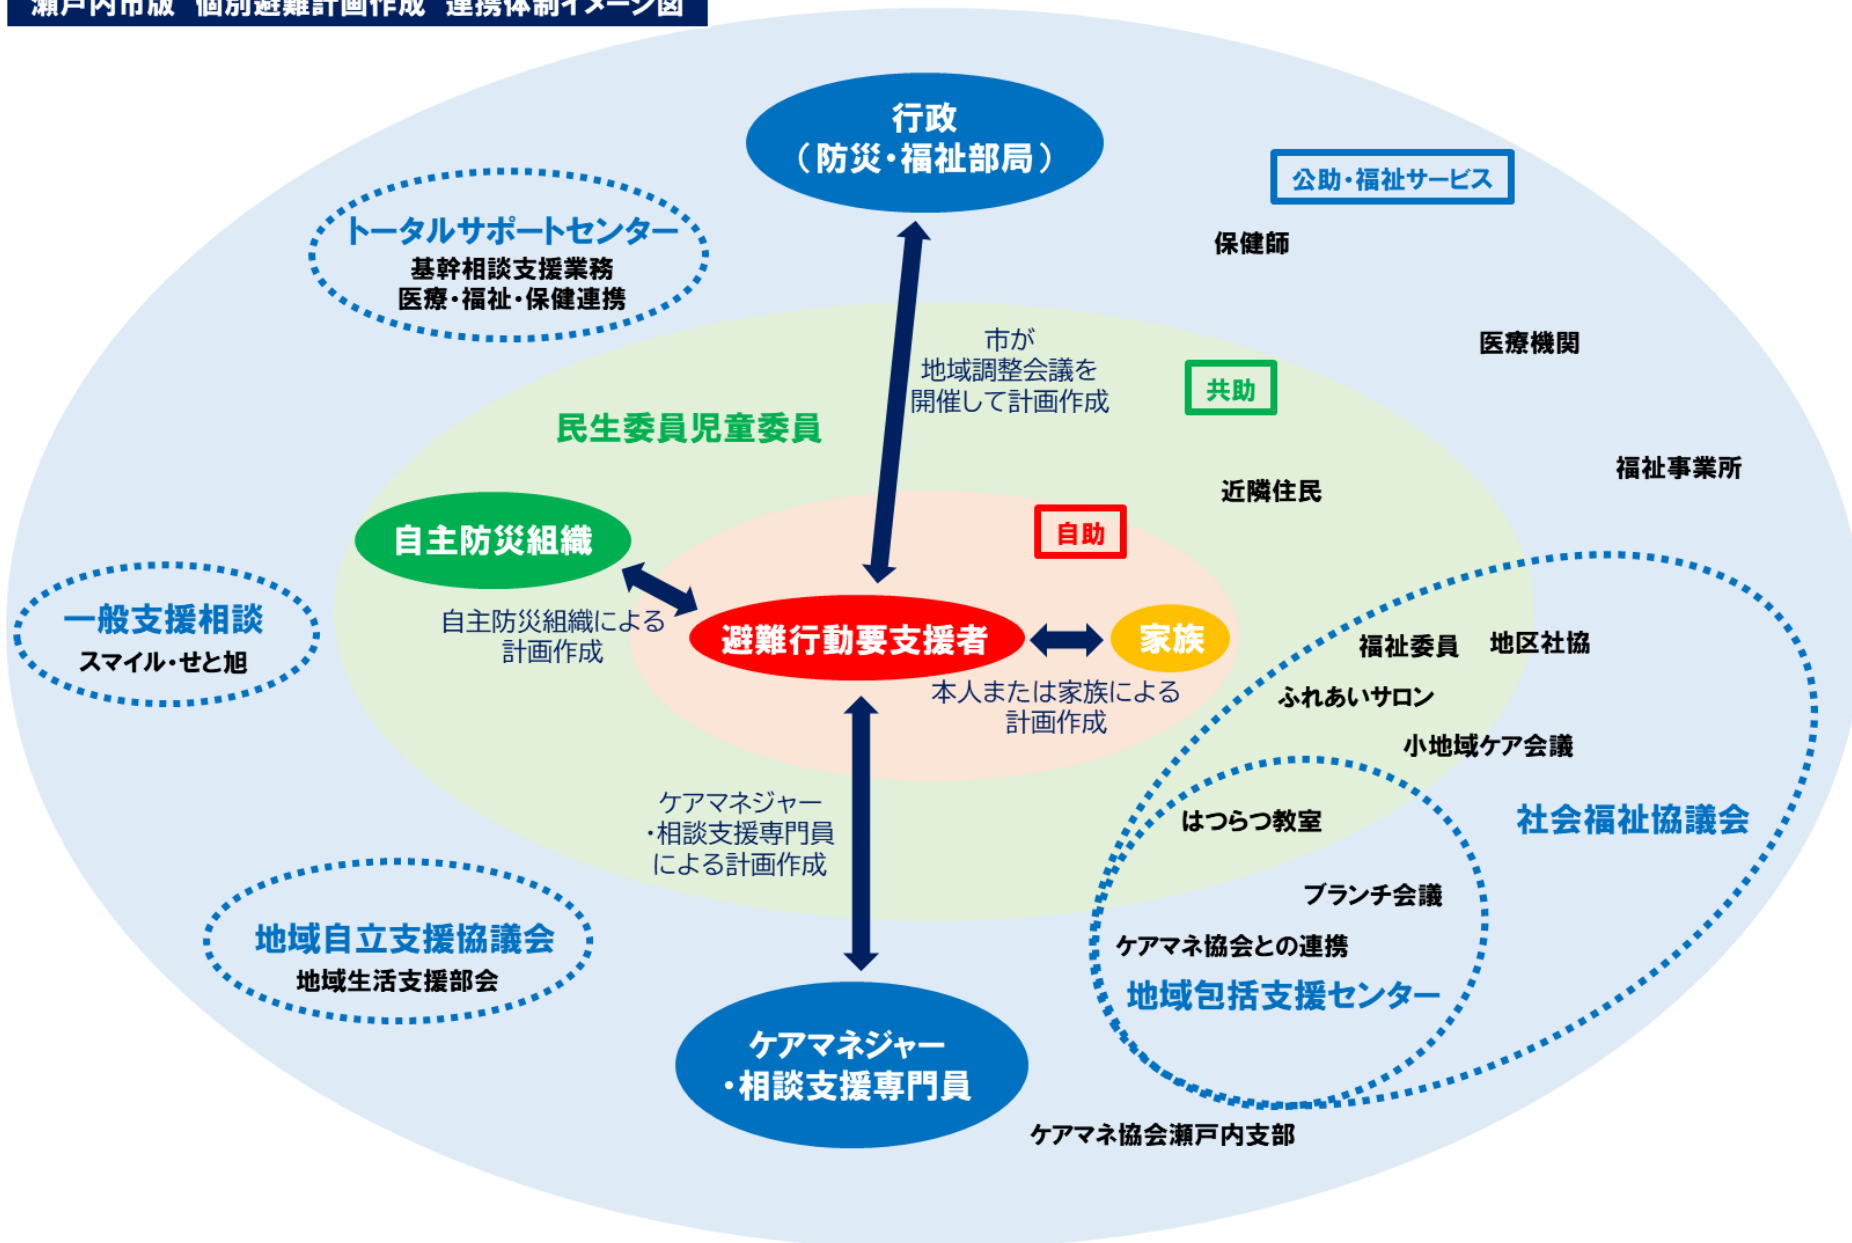 瀬戸内市版 個別避難計画作成 連携体制イメージ図
行政
（防災・福祉部局）
公助・福祉サービス
トータルサポートセンター
基幹相談支援業務
医療・福祉・保健連携
保健師
市が
地域調整会議を
開催して計画作成
医療機関
共助
民生委員児童委員
福祉事業所
近隣住民
自助
自主防災組織
自主防災組織による
計画作成
一般支援相談
スマイル・せと旭
避難行動要支援者
家族
本人または家族による
計画作成
福祉委員
地区社協
ふれあいサロン
小地域ケア会議
ケアマネジャー
・相談支援専門員
による計画作成
はつらつ教室
社会福祉協議会
ブランチ会議
地域自立支援協議会
地域生活支援部会
ケアマネ協会との連携
地域包括支援センター
ケアマネジャー
・相談支援専門員
ケアマネ協会瀬戸内支部